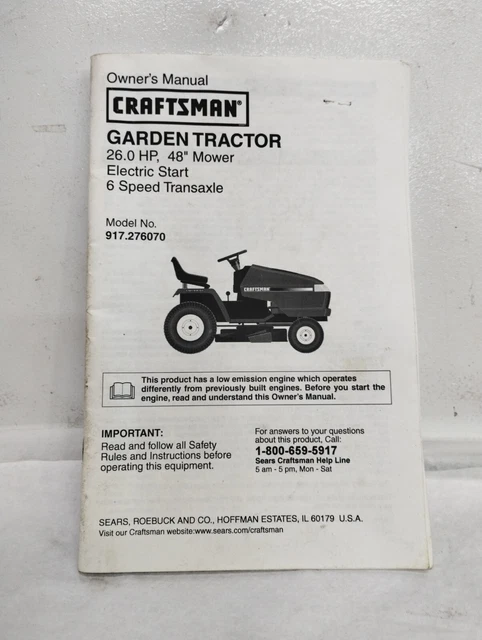 Owner's Manual
CRAFTSMAN®
GARDEN TRACTOR
26.0 HP, 48" Mower
Electric Start
6 Speed Transaxle
Model No.
917.276070
CRAFTSMAN
This product has a low emission engine which operates
differently from previously built engines. Before you start the
engine, read and understand this Owner's Manual.
IMPORTANT:
Read and follow all Safety
Rules and Instructions before
operating this equipment.
For answers to your questions
about this product, Call:
1-800-659-5917
Sears Craftsman Help Line
5 am - 5 pm, Mon - Sat
SEARS, ROEBUCK AND CO., HOFFMAN ESTATES, IL 60179 U.S.A.
Visit our Craftsman website:www.sears.com/craftsman